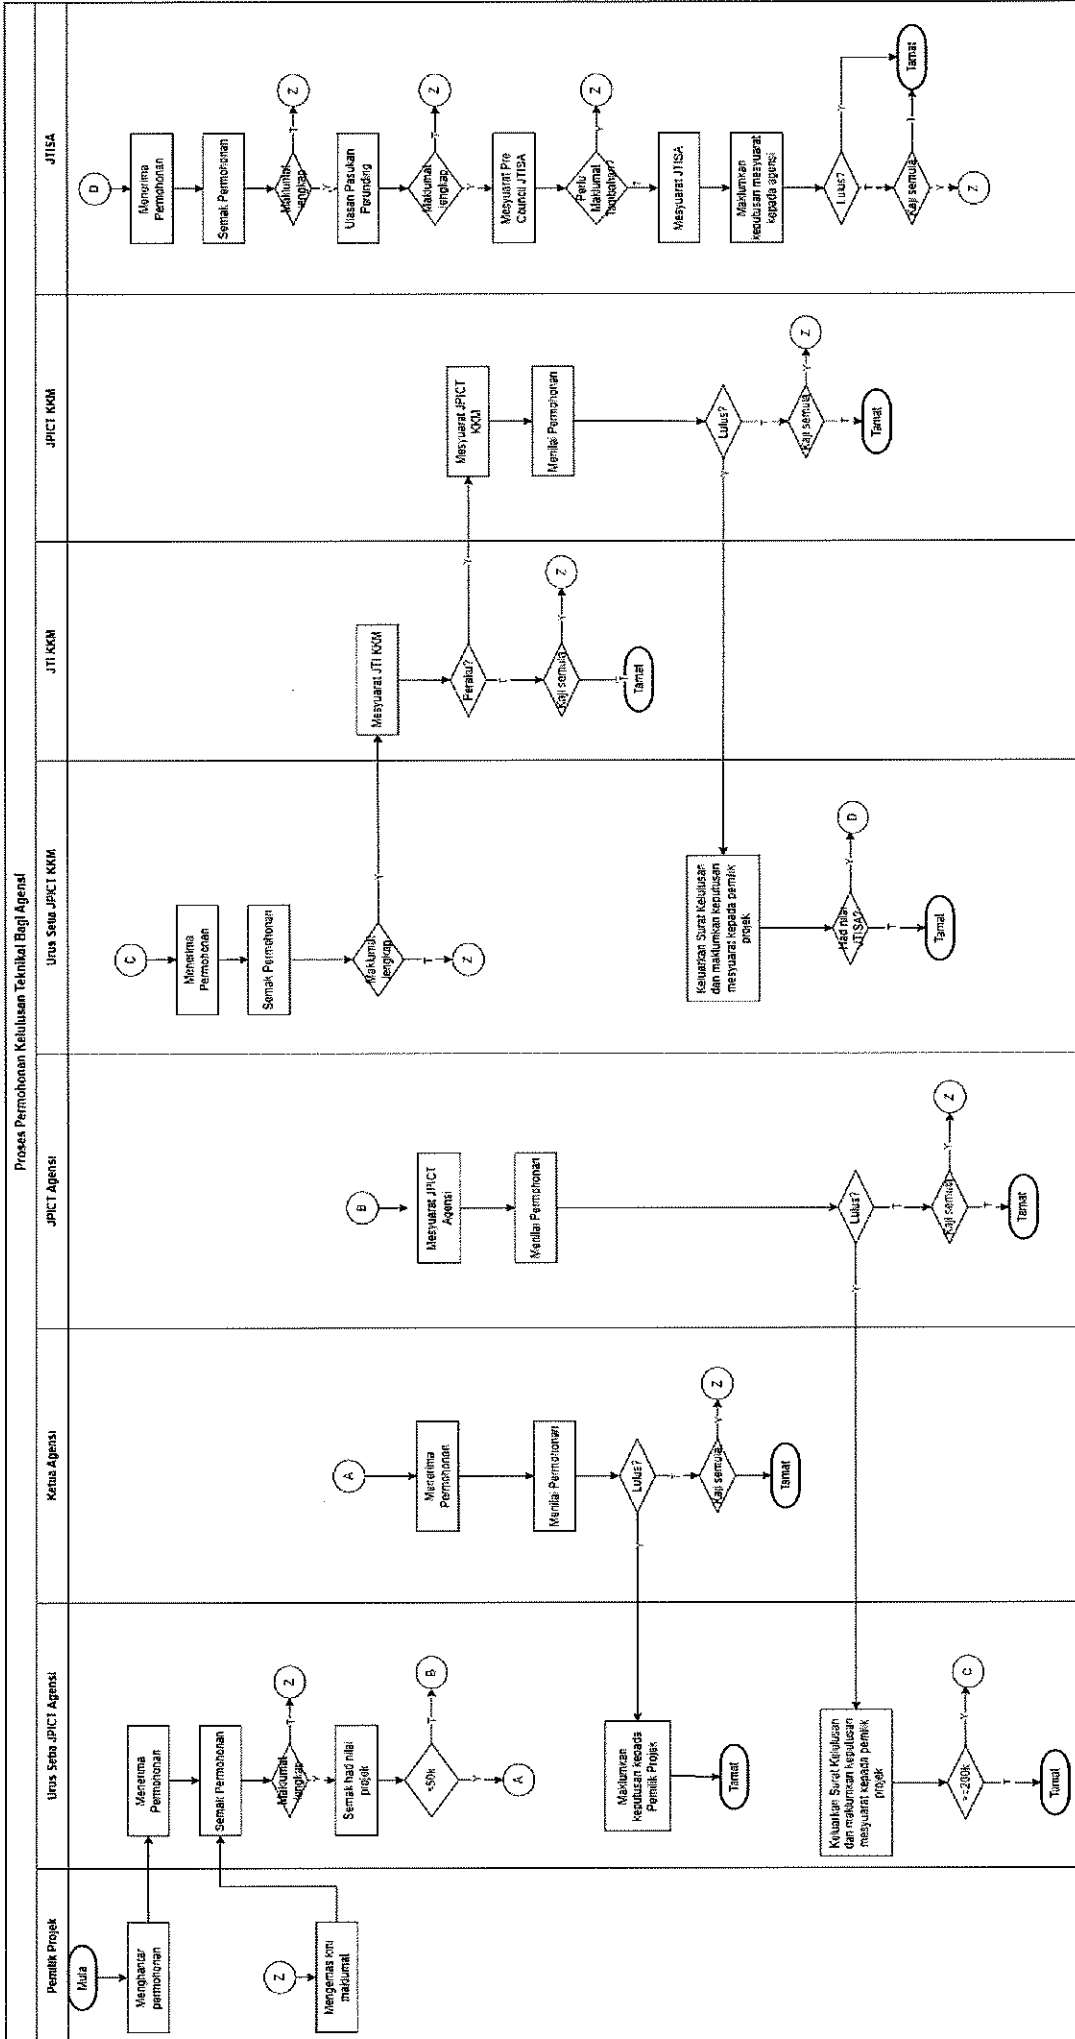 Proses Permohonan Kelulusan Teknikal Bagi Agensi
Pemilik Projek
Mula
Menghantar
permohonan
Z
Mengemas kini
maklumat
Urus Setia JPICT Agensi
Menerima
Permohonan
Semak Permohonan
Maklumat
lengkap
T
Z
Y
Semak had nilai
projek
<50k
T
B
Y
A
Maklumkan
keputusan kepada
Pemilik Projek
Tamat
Keluarkan Surat Kelulusan
dan maklumkan keputusan
mesyuarat kepada pemilik
projek
>=200k
Y
C
T
Tamat
Ketua Agensi
A
Menerima
Permohonan
Menilai Permohonan
Lulus?
Y
T
Kaji semula
Y
Z
Tamat
JPICT Agensi
B
Mesyuarat JPICT
Agensi
Menilai Permohonan
Lulus?
Y
T
Kaji semula
Y
Z
T
Tamat
Urus Setia JPICT KKM
C
Menerima
Permohonan
Semak Permohonan
Maklumat
lengkap
Y
T
Z
Keluarkan Surat Kelulusan
dan maklumkan keputusan
mesyuarat kepada pemilik
projek
Had nilai
JTISA?
Y
D
T
Tamat
JTI KKM
Mesyuarat JTI KKM
Peraku?
Y
T
Kaji semula
Y
Z
T
Tamat
JPICT KKM
Mesyuarat JPICT
KKM
Menilai Permohonan
Lulus?
Y
T
Kaji semula
Y
Z
T
Tamat
JTISA
D
Menerima
Permohonan
Semak Permohonan
Maklumat
lengkap
T
Z
Y
Ulasan Pasukan
Perunding
Maklumat
lengkap
T
Z
Y
Mesyuarat Pre
Council JTISA
Perlu
Maklumat
Tambahan?
Y
Z
Mesyuarat JTISA
Maklumkan
keputusan mesyuarat
kepada agensi
Lulus?
Y
Tamat
T
Kaji semula
Y
Z